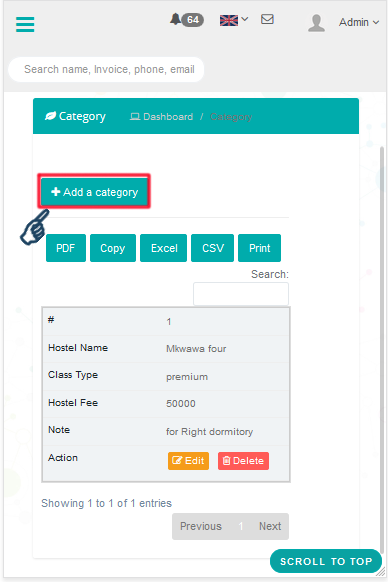 64
Admin
Search name, Invoice, phone, email
Category
Dashboard / Category
Add a category
PDF Copy Excel CSV Print
Search:
# 1
Hostel Name Mkwawa four
Class Type premium
Hostel Fee 50000
Note for Right dormitory
Action Edit Delete
Showing 1 to 1 of 1 entries
Previous 1 Next
SCROLL TO TOP